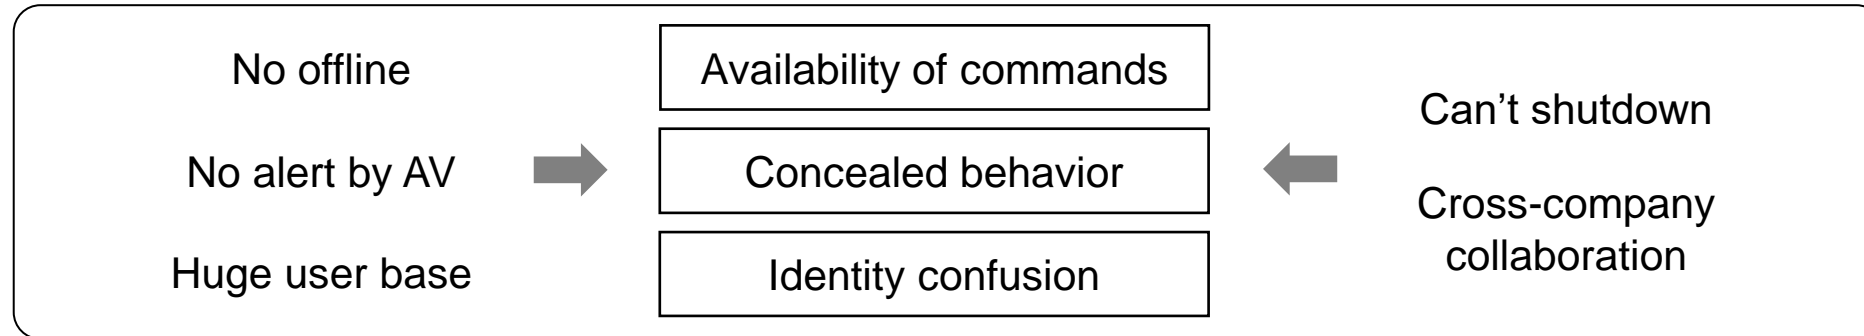 No offline
No alert by AV
Huge user base
Availability of commands
Concealed behavior
Identity confusion
Can't shutdown
Cross-company
collaboration